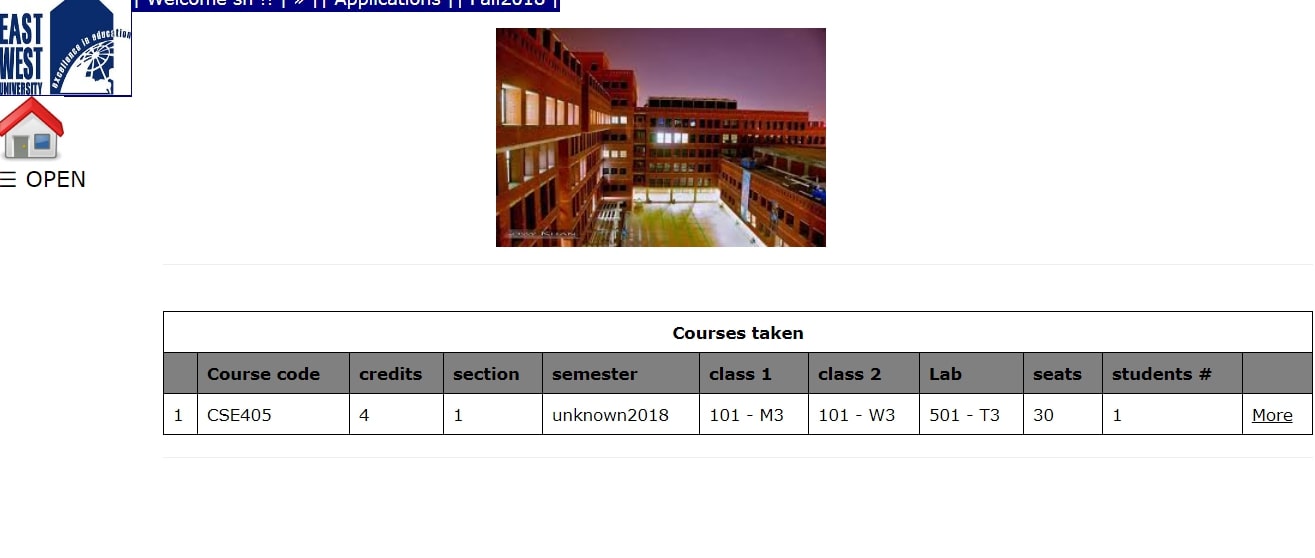 | Welcome sh !! | » || Applications || Fall2018 |
EAST
WEST
UNIVERSITY
excellence in education
☰ OPEN
Courses taken
Course code credits section semester class 1 class 2 Lab seats students #
1 CSE405 4 1 unknown2018 101 - M3 101 - W3 501 - T3 30 1 More